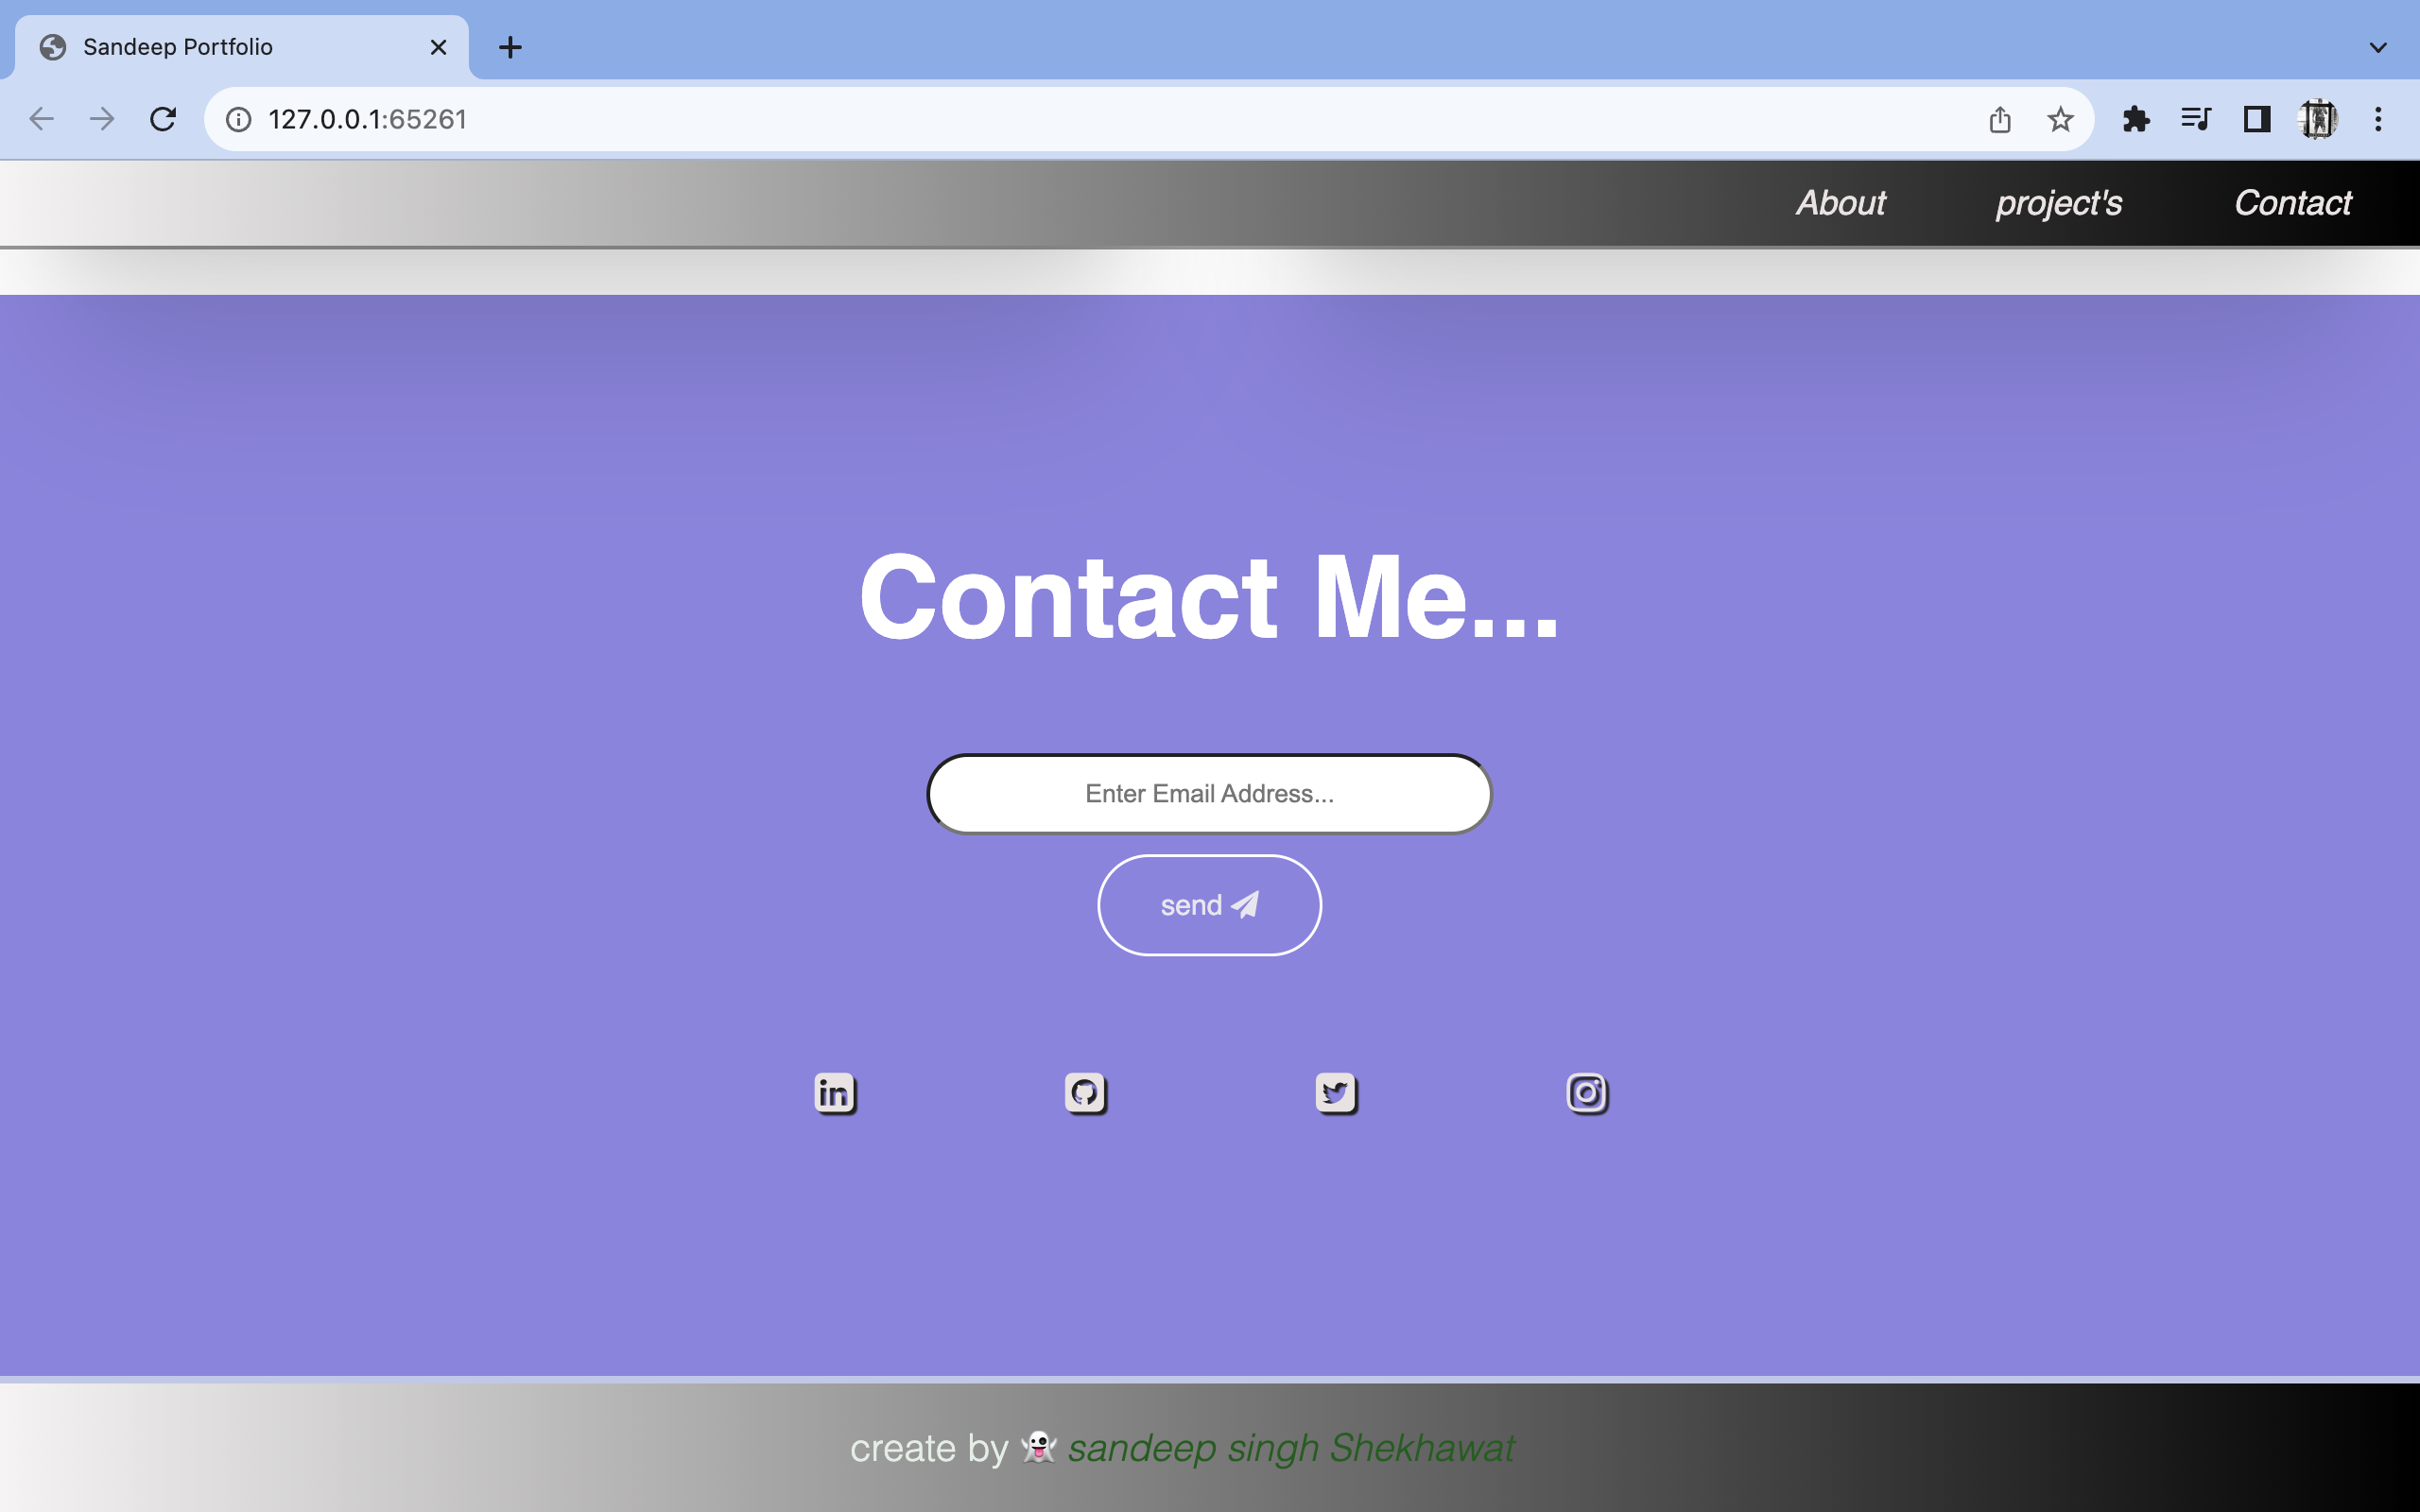 Sandeep Portfolio
127.0.0.1:65261
About project's Contact
Contact Me...
Enter Email Address...
send
in
create by 👻 sandeep singh Shekhawat